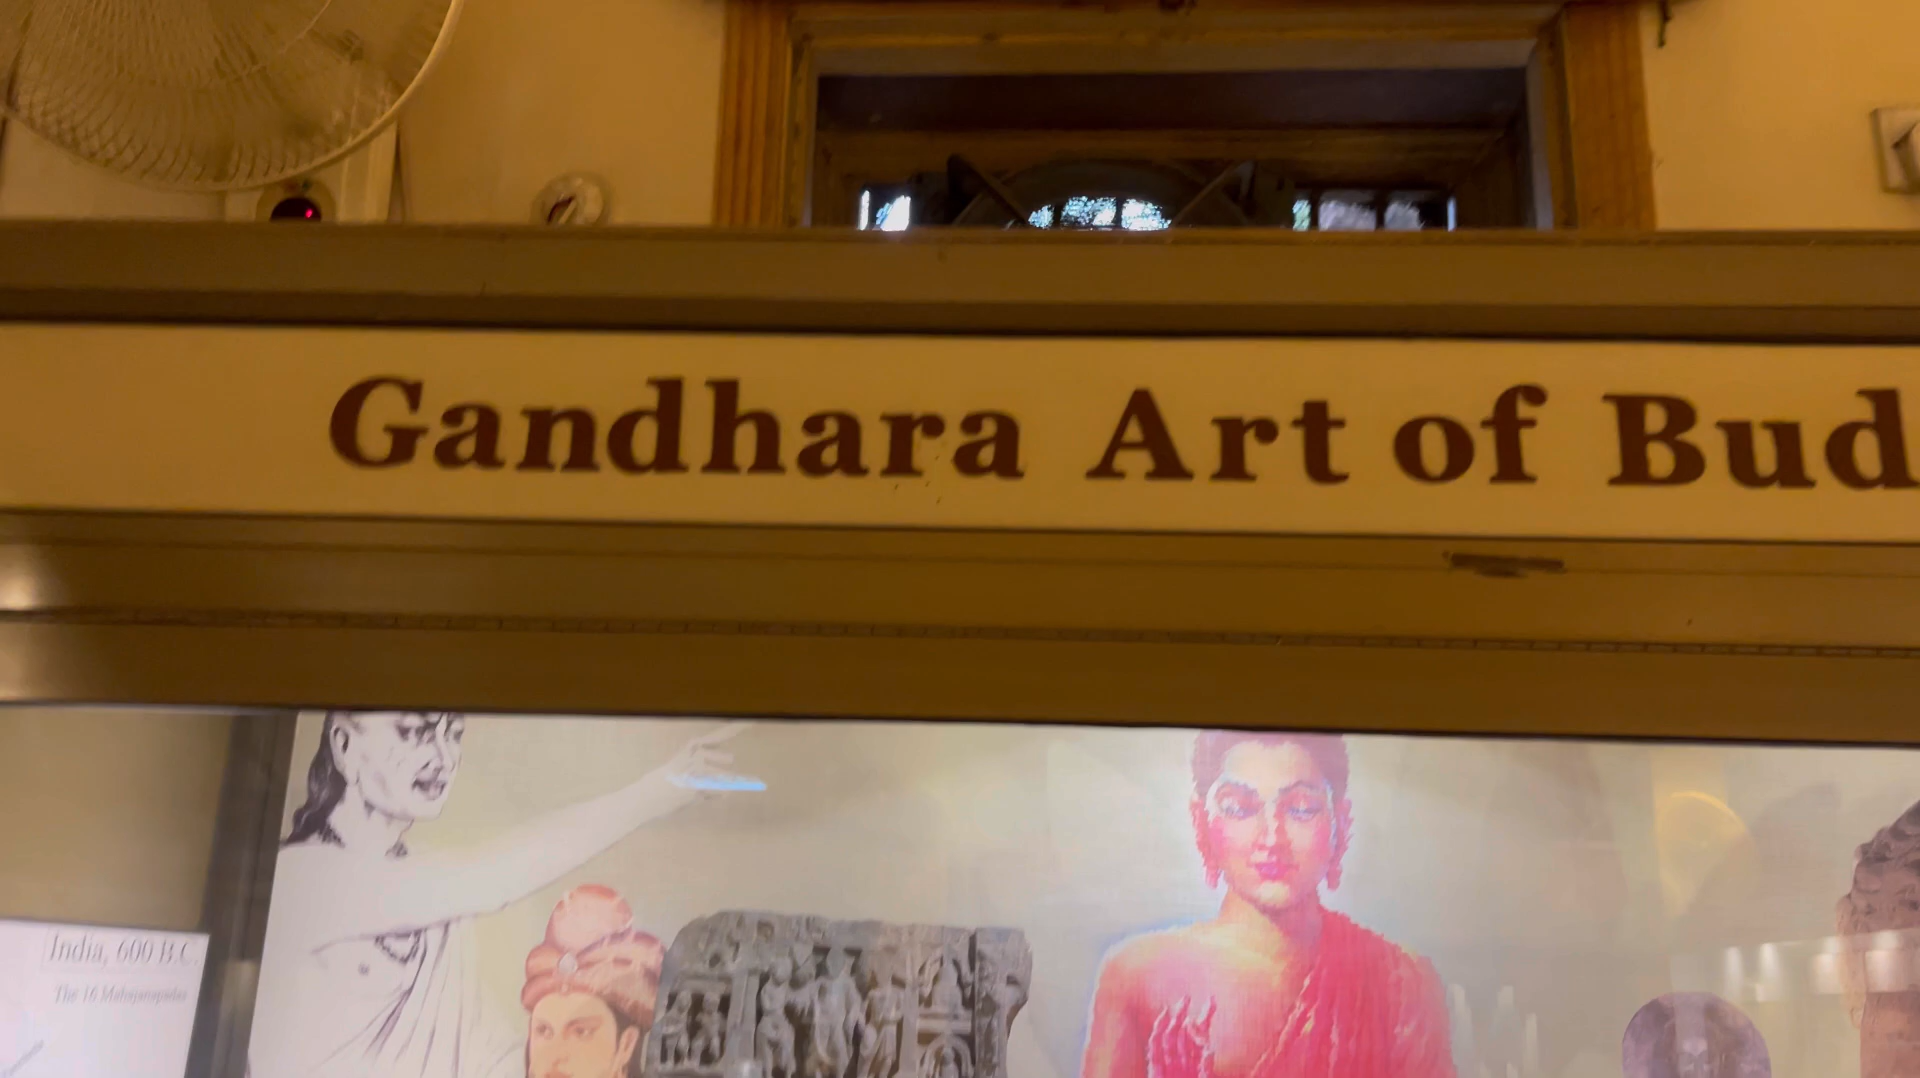 Gandhara Art of Bud
India, 600 B.C.
The 16 Mahajanapadas